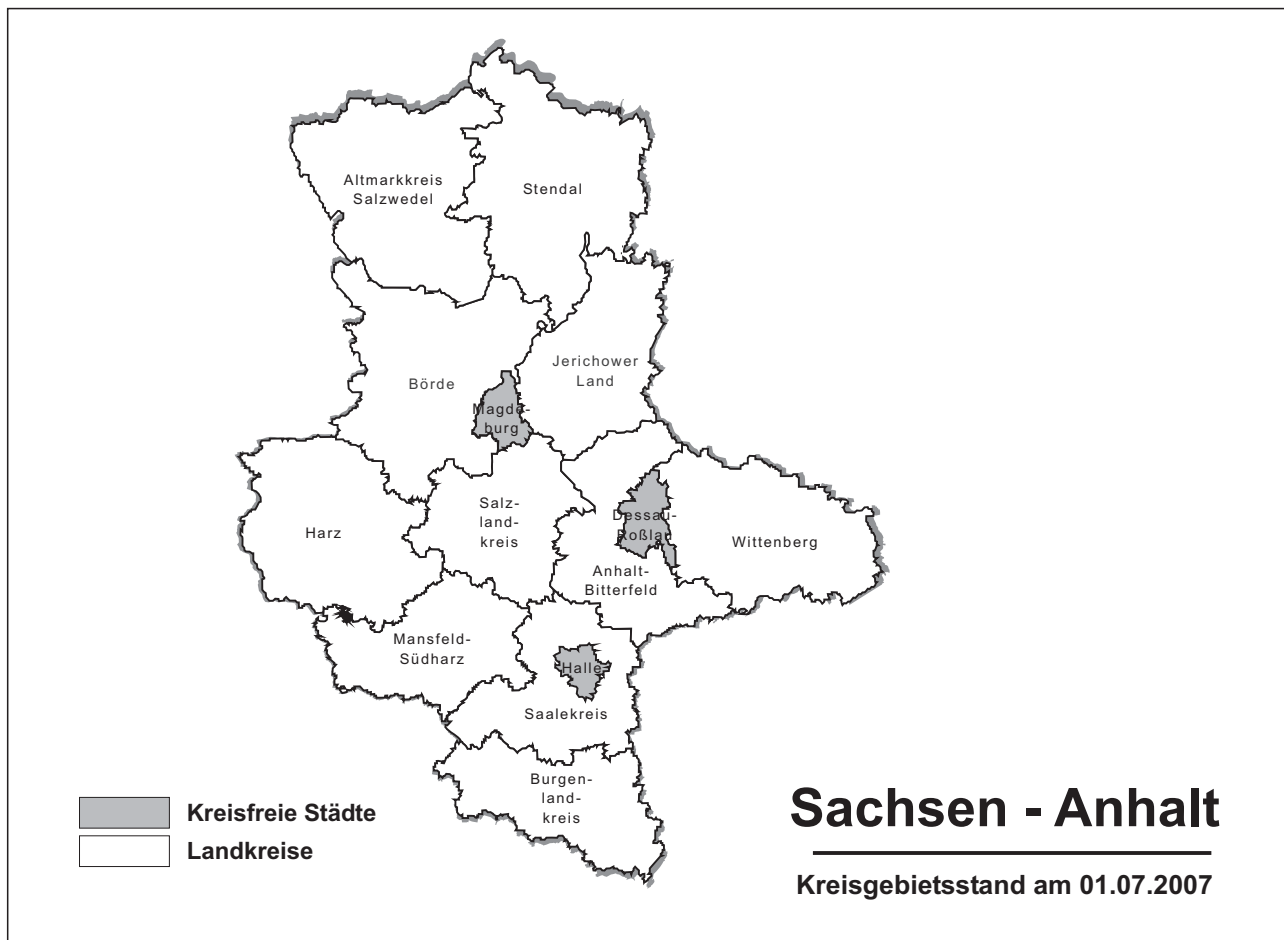 Altmarkkreis
Salzwedel
Stendal
Jerichower
Land
Börde
Magde-
burg
Salz-
land-
kreis
Harz
Dessau-
Roßlau
Wittenberg
Anhalt-
Bitterfeld
Mansfeld-
Südharz
Halle
Saalekreis
Burgen-
land-
kreis
Kreisfreie Städte
Landkreise
Sachsen - Anhalt
Kreisgebietsstand am 01.07.2007